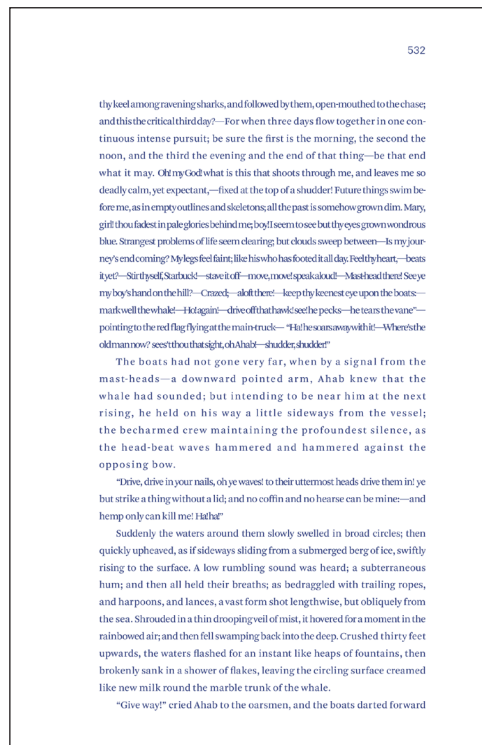 532
thy keel among ravening sharks, and followed by them, open-mouthed to the chase;
and this the critical third day?—For when three days flow together in one con-
tinuous intense pursuit; be sure the first is the morning, the second the
noon, and the third the evening and the end of that thing—be that end
what it may. Oh! my God! what is this that shoots through me, and leaves me so
deadly calm, yet expectant,—fixed at the top of a shudder! Future things swim be-
fore me, as in empty outlines and skeletons; all the past is somehow grown dim. Mary,
girl! thou fadest in pale glories behind me; boy! I seem to see but thy eyes grown wondrous
blue. Strangest problems of life seem clearing; but clouds sweep between—Is my jour-
ney's end coming? My legs feel faint; like his who has footed it all day. Feel thy heart,—beats
it yet?—Stir thyself, Starbuck!—stave it off—move, move! speak aloud!—Mast-head there! See ye
my boy's hand on the hill?—Crazed;—aloft there!—keep thy keenest eye upon the boats:—
mark well the whale!—Ho! again!—drive off that hawk! see! he pecks—he tears the vane"—
pointing to the red flag flying at the main-truck— "Ha! he soars away with it!—Where's the
old man now? sees't thou that sight, oh Ahab!—shudder, shudder!"
The boats had not gone very far, when by a signal from the
mast-heads—a downward pointed arm, Ahab knew that the
whale had sounded; but intending to be near him at the next
rising, he held on his way a little sideways from the vessel;
the becharmed crew maintaining the profoundest silence, as
the head-beat waves hammered and hammered against the
opposing bow.
"Drive, drive in your nails, oh ye waves! to their uttermost heads drive them in! ye
but strike a thing without a lid; and no coffin and no hearse can be mine:—and
hemp only can kill me! Ha! ha!"
Suddenly the waters around them slowly swelled in broad circles; then
quickly upheaved, as if sideways sliding from a submerged berg of ice, swiftly
rising to the surface. A low rumbling sound was heard; a subterraneous
hum; and then all held their breaths; as bedraggled with trailing ropes,
and harpoons, and lances, a vast form shot lengthwise, but obliquely from
the sea. Shrouded in a thin drooping veil of mist, it hovered for a moment in the
rainbowed air; and then fell swamping back into the deep. Crushed thirty feet
upwards, the waters flashed for an instant like heaps of fountains, then
brokenly sank in a shower of flakes, leaving the circling surface creamed
like new milk round the marble trunk of the whale.
"Give way!" cried Ahab to the oarsmen, and the boats darted forward